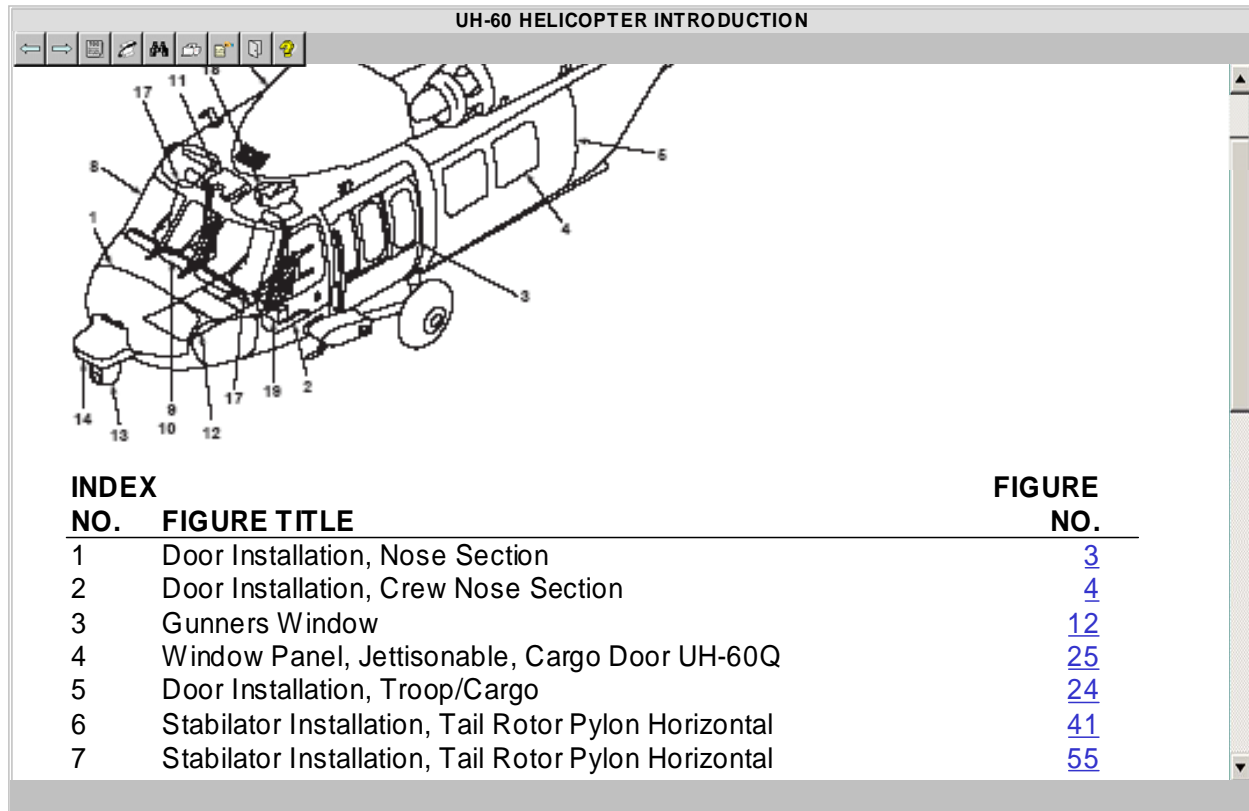 UH-60 HELICOPTER INTRODUCTION
18
11
17
8
1
5
4
3
2
19
17
9
14
10
12
13
INDEX FIGURE
NO. FIGURE TITLE NO.
1 Door Installation, Nose Section 3
2 Door Installation, Crew Nose Section 4
3 Gunners Window 12
4 Window Panel, Jettisonable, Cargo Door UH-60Q 25
5 Door Installation, Troop/Cargo 24
6 Stabilator Installation, Tail Rotor Pylon Horizontal 41
7 Stabilator Installation, Tail Rotor Pylon Horizontal 55